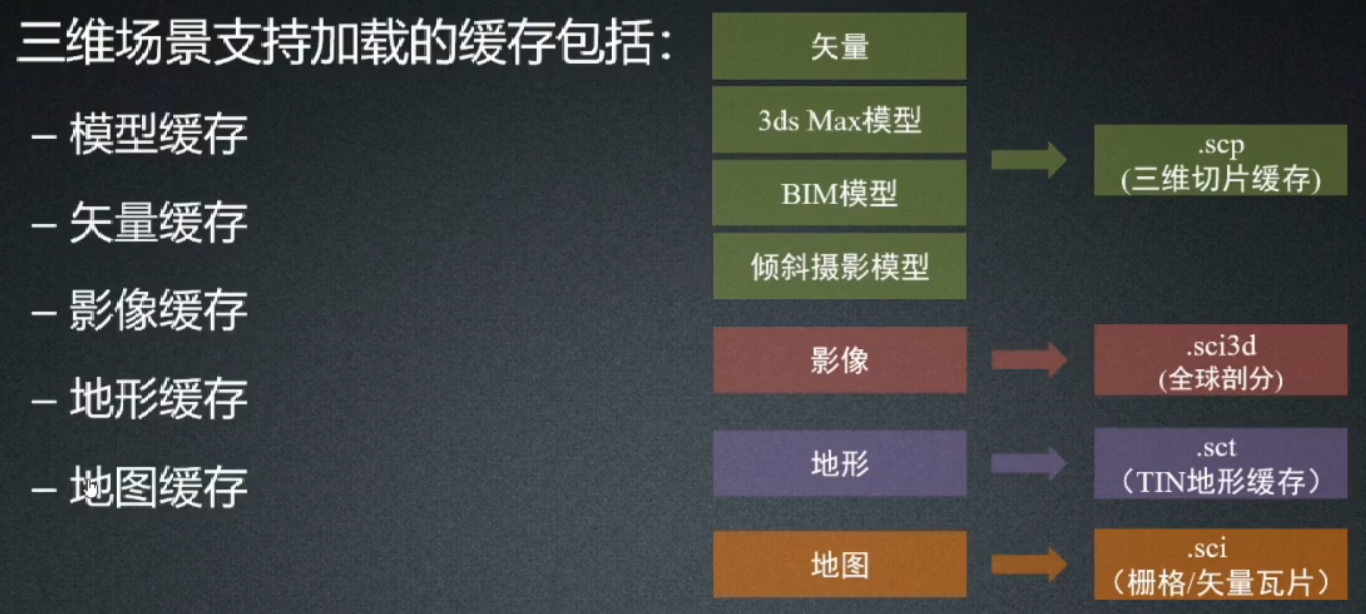 三维场景支持加载的缓存包括：
– 模型缓存
– 矢量缓存
– 影像缓存
– 地形缓存
– 地图缓存
矢量
3ds Max模型
BIM模型
倾斜摄影模型
.scp
(三维切片缓存)
影像
.sci3d
(全球剖分)
地形
.sct
（TIN地形缓存）
地图
.sci
（栅格/矢量瓦片）